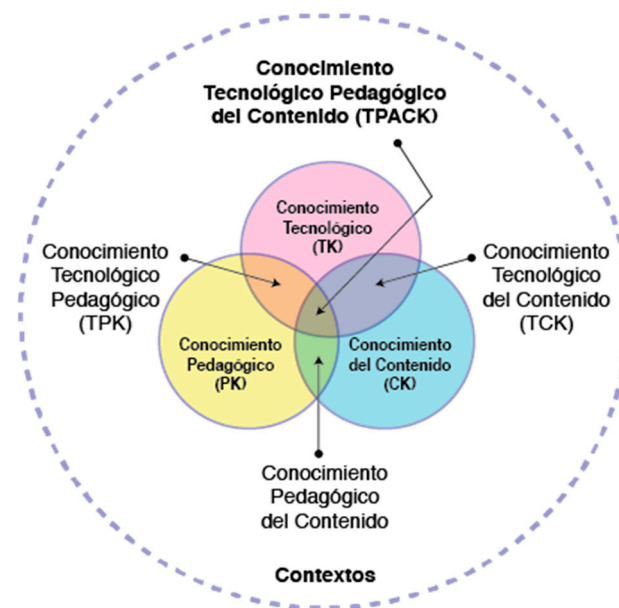 Conocimiento
Tecnológico Pedagógico
del Contenido (TPACK)
Conocimiento
Tecnológico
(TK)
Conocimiento
Tecnológico
Pedagógico
(TPK)
Conocimiento
Tecnológico
del Contenido
(TCK)
Conocimiento
Pedagógico
(PK)
Conocimiento
del Contenido
(CK)
Conocimiento
Pedagógico
del Contenido
Contextos